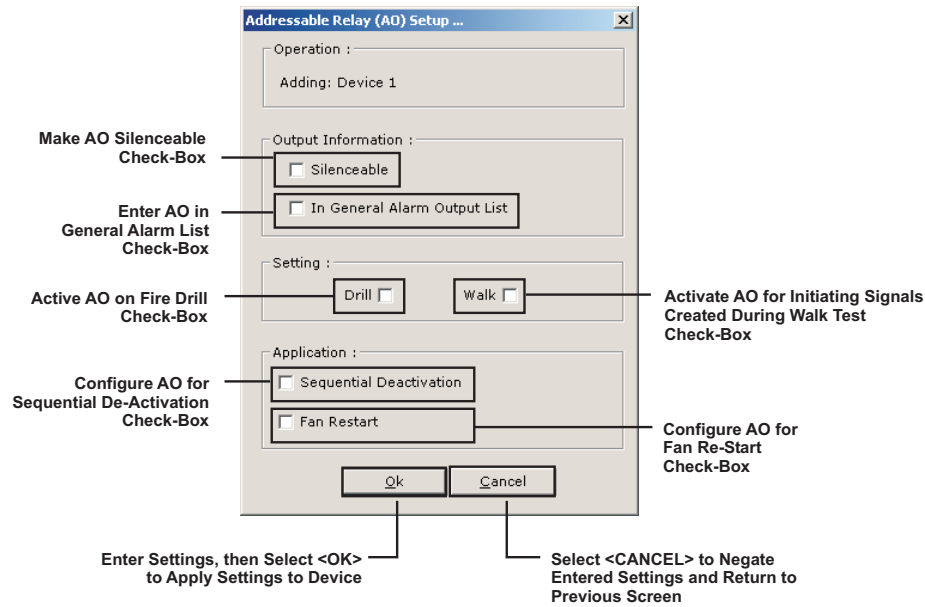 Addressable Relay (AO) Setup ...
Operation :
Adding: Device 1
Make AO Silenceable
Check-Box
Output Information :
Silenceable
Enter AO in
General Alarm List
Check-Box
In General Alarm Output List
Setting :
Active AO on Fire Drill
Check-Box
Drill
Walk
Activate AO for Initiating Signals
Created During Walk Test
Check-Box
Application :
Configure AO for
Sequential De-Activation
Check-Box
Sequential Deactivation
Fan Restart
Configure AO for
Fan Re-Start
Check-Box
Ok
Cancel
Enter Settings, then Select <OK>
to Apply Settings to Device
Select <CANCEL> to Negate
Entered Settings and Return to
Previous Screen